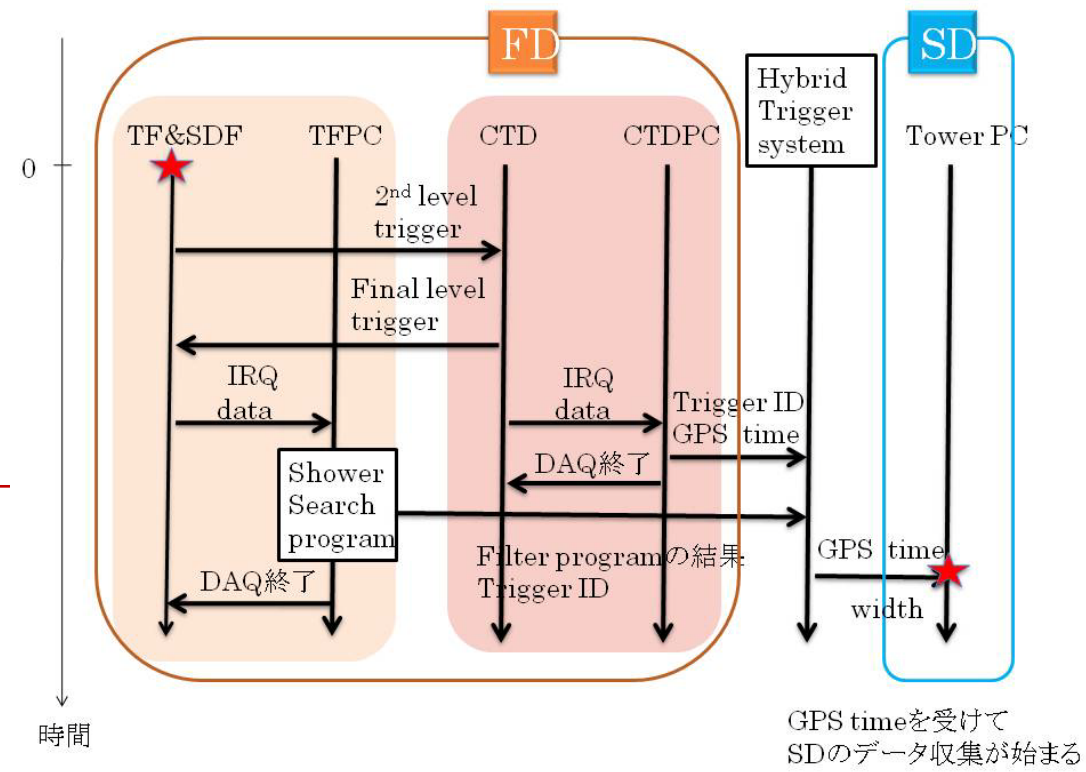 FD
SD
Hybrid
Trigger
system
TF&SDF
TFPC
CTD
CTDPC
Tower PC
0
2nd level
trigger
Final level
trigger
IRQ
data
IRQ
data
Trigger ID
GPS time
DAQ終了
Shower
Search
program
Filter programの結果
Trigger ID
GPS time
width
DAQ終了
時間
GPS timeを受けて
SDのデータ収集が始まる